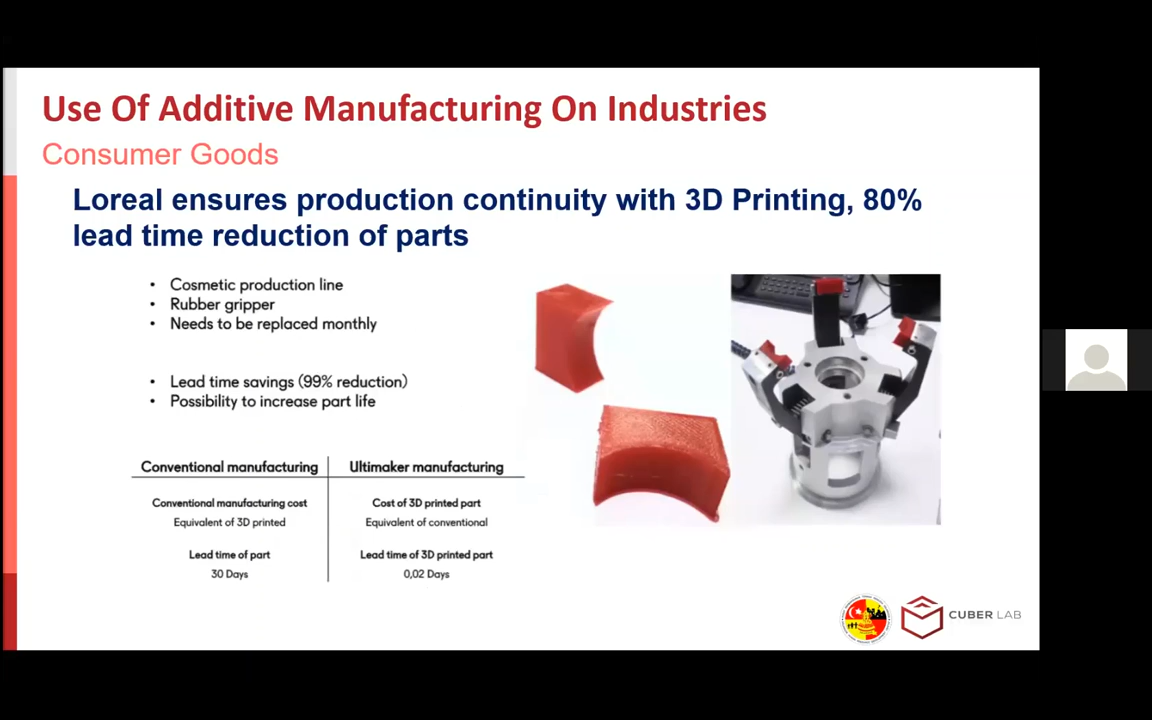 Use Of Additive Manufacturing On Industries
Consumer Goods
Loreal ensures production continuity with 3D Printing, 80%
lead time reduction of parts
• Cosmetic production line
• Rubber gripper
• Needs to be replaced monthly
• Lead time savings (99% reduction)
• Possibility to increase part life
Conventional manufacturing
Ultimaker manufacturing
Conventional manufacturing cost
Cost of 3D printed part
Equivalent of 3D printed
Equivalent of conventional
Lead time of part
Lead time of 3D printed part
30 Days
0,02 Days
CUBER LAB